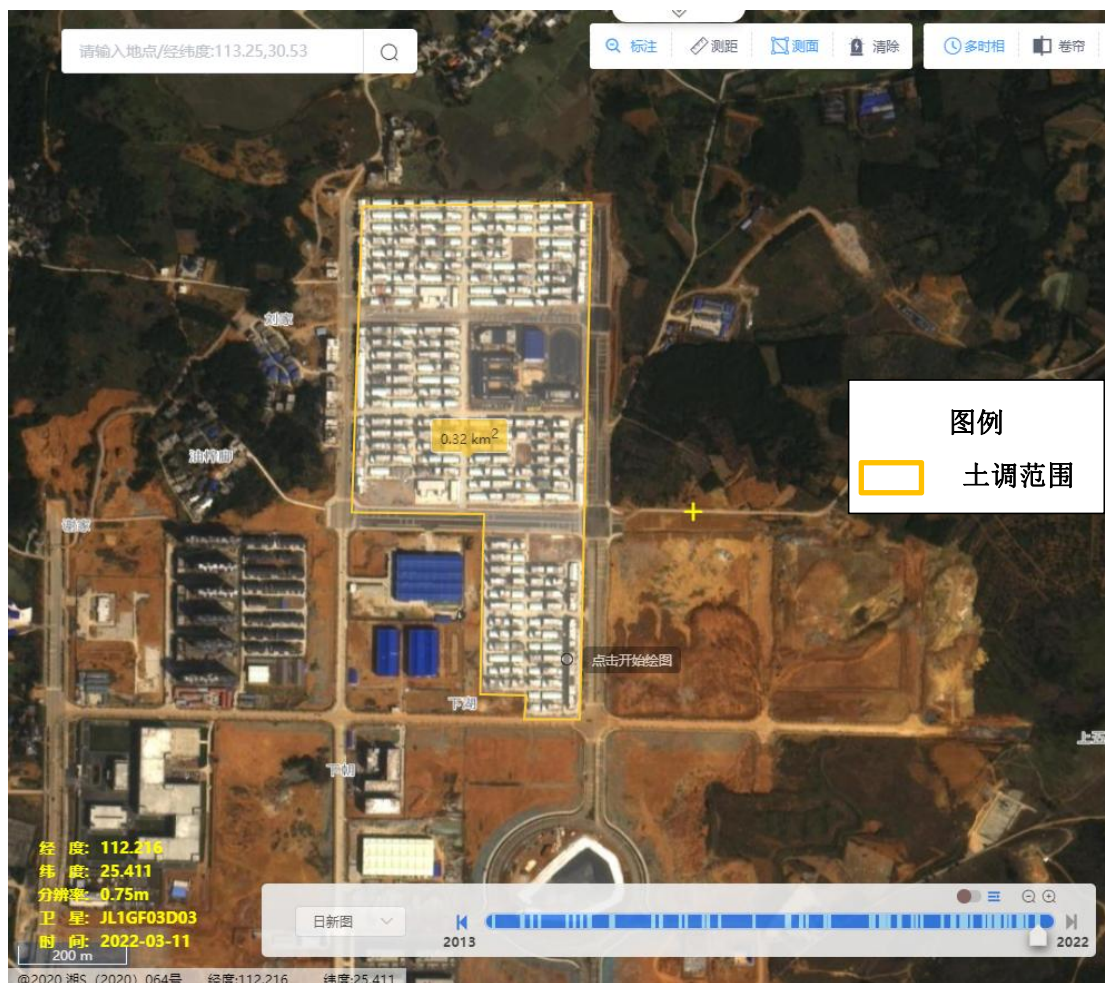 请输入地点/经纬度:113.25,30.53
标注 测距 测面 清除 多时相 卷帘
刘家
图例
土调范围
0.32 km²
油榨脚
谢家
点击开始绘图
下湖
下朝
经 度: 112.216
纬 度: 25.411
分辨率: 0.75m
卫 星: JL1GF03D03
时 间: 2022-03-11
200 m
日新图
2013
2022
©2020 湘S (2020) 064号 经度:112.216 纬度:25.411